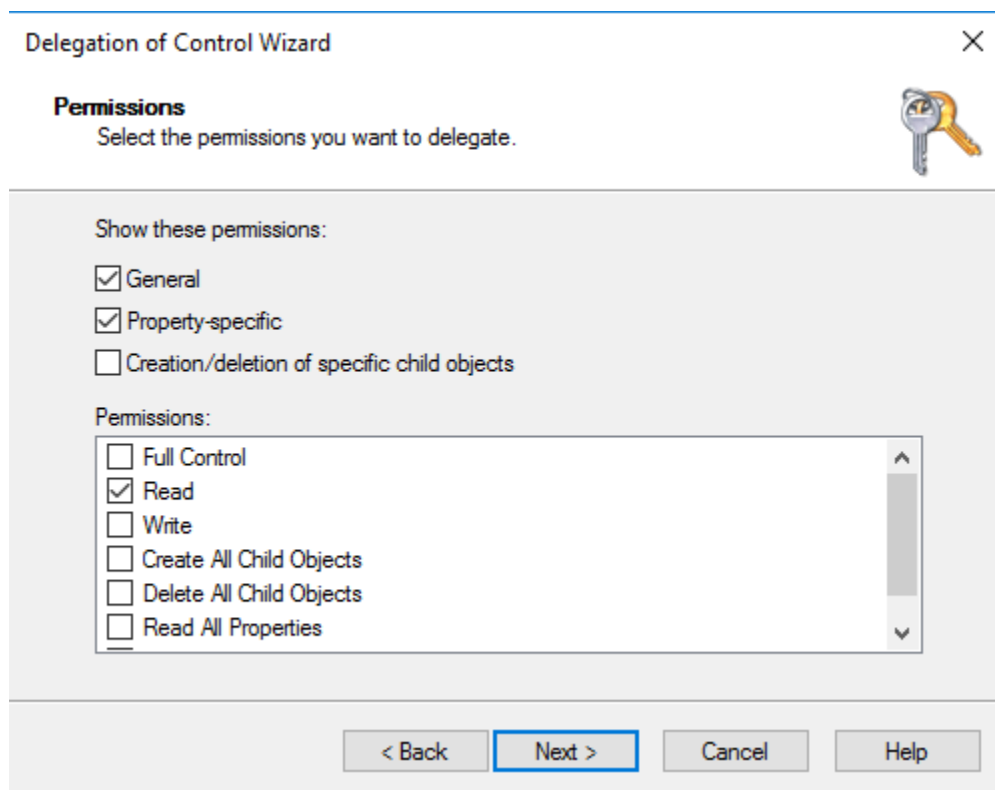 Delegation of Control Wizard
Permissions
Select the permissions you want to delegate.
Show these permissions:
General
Property-specific
Creation/deletion of specific child objects
Permissions:
Full Control
Read
Write
Create All Child Objects
Delete All Child Objects
Read All Properties
< Back Next > Cancel Help